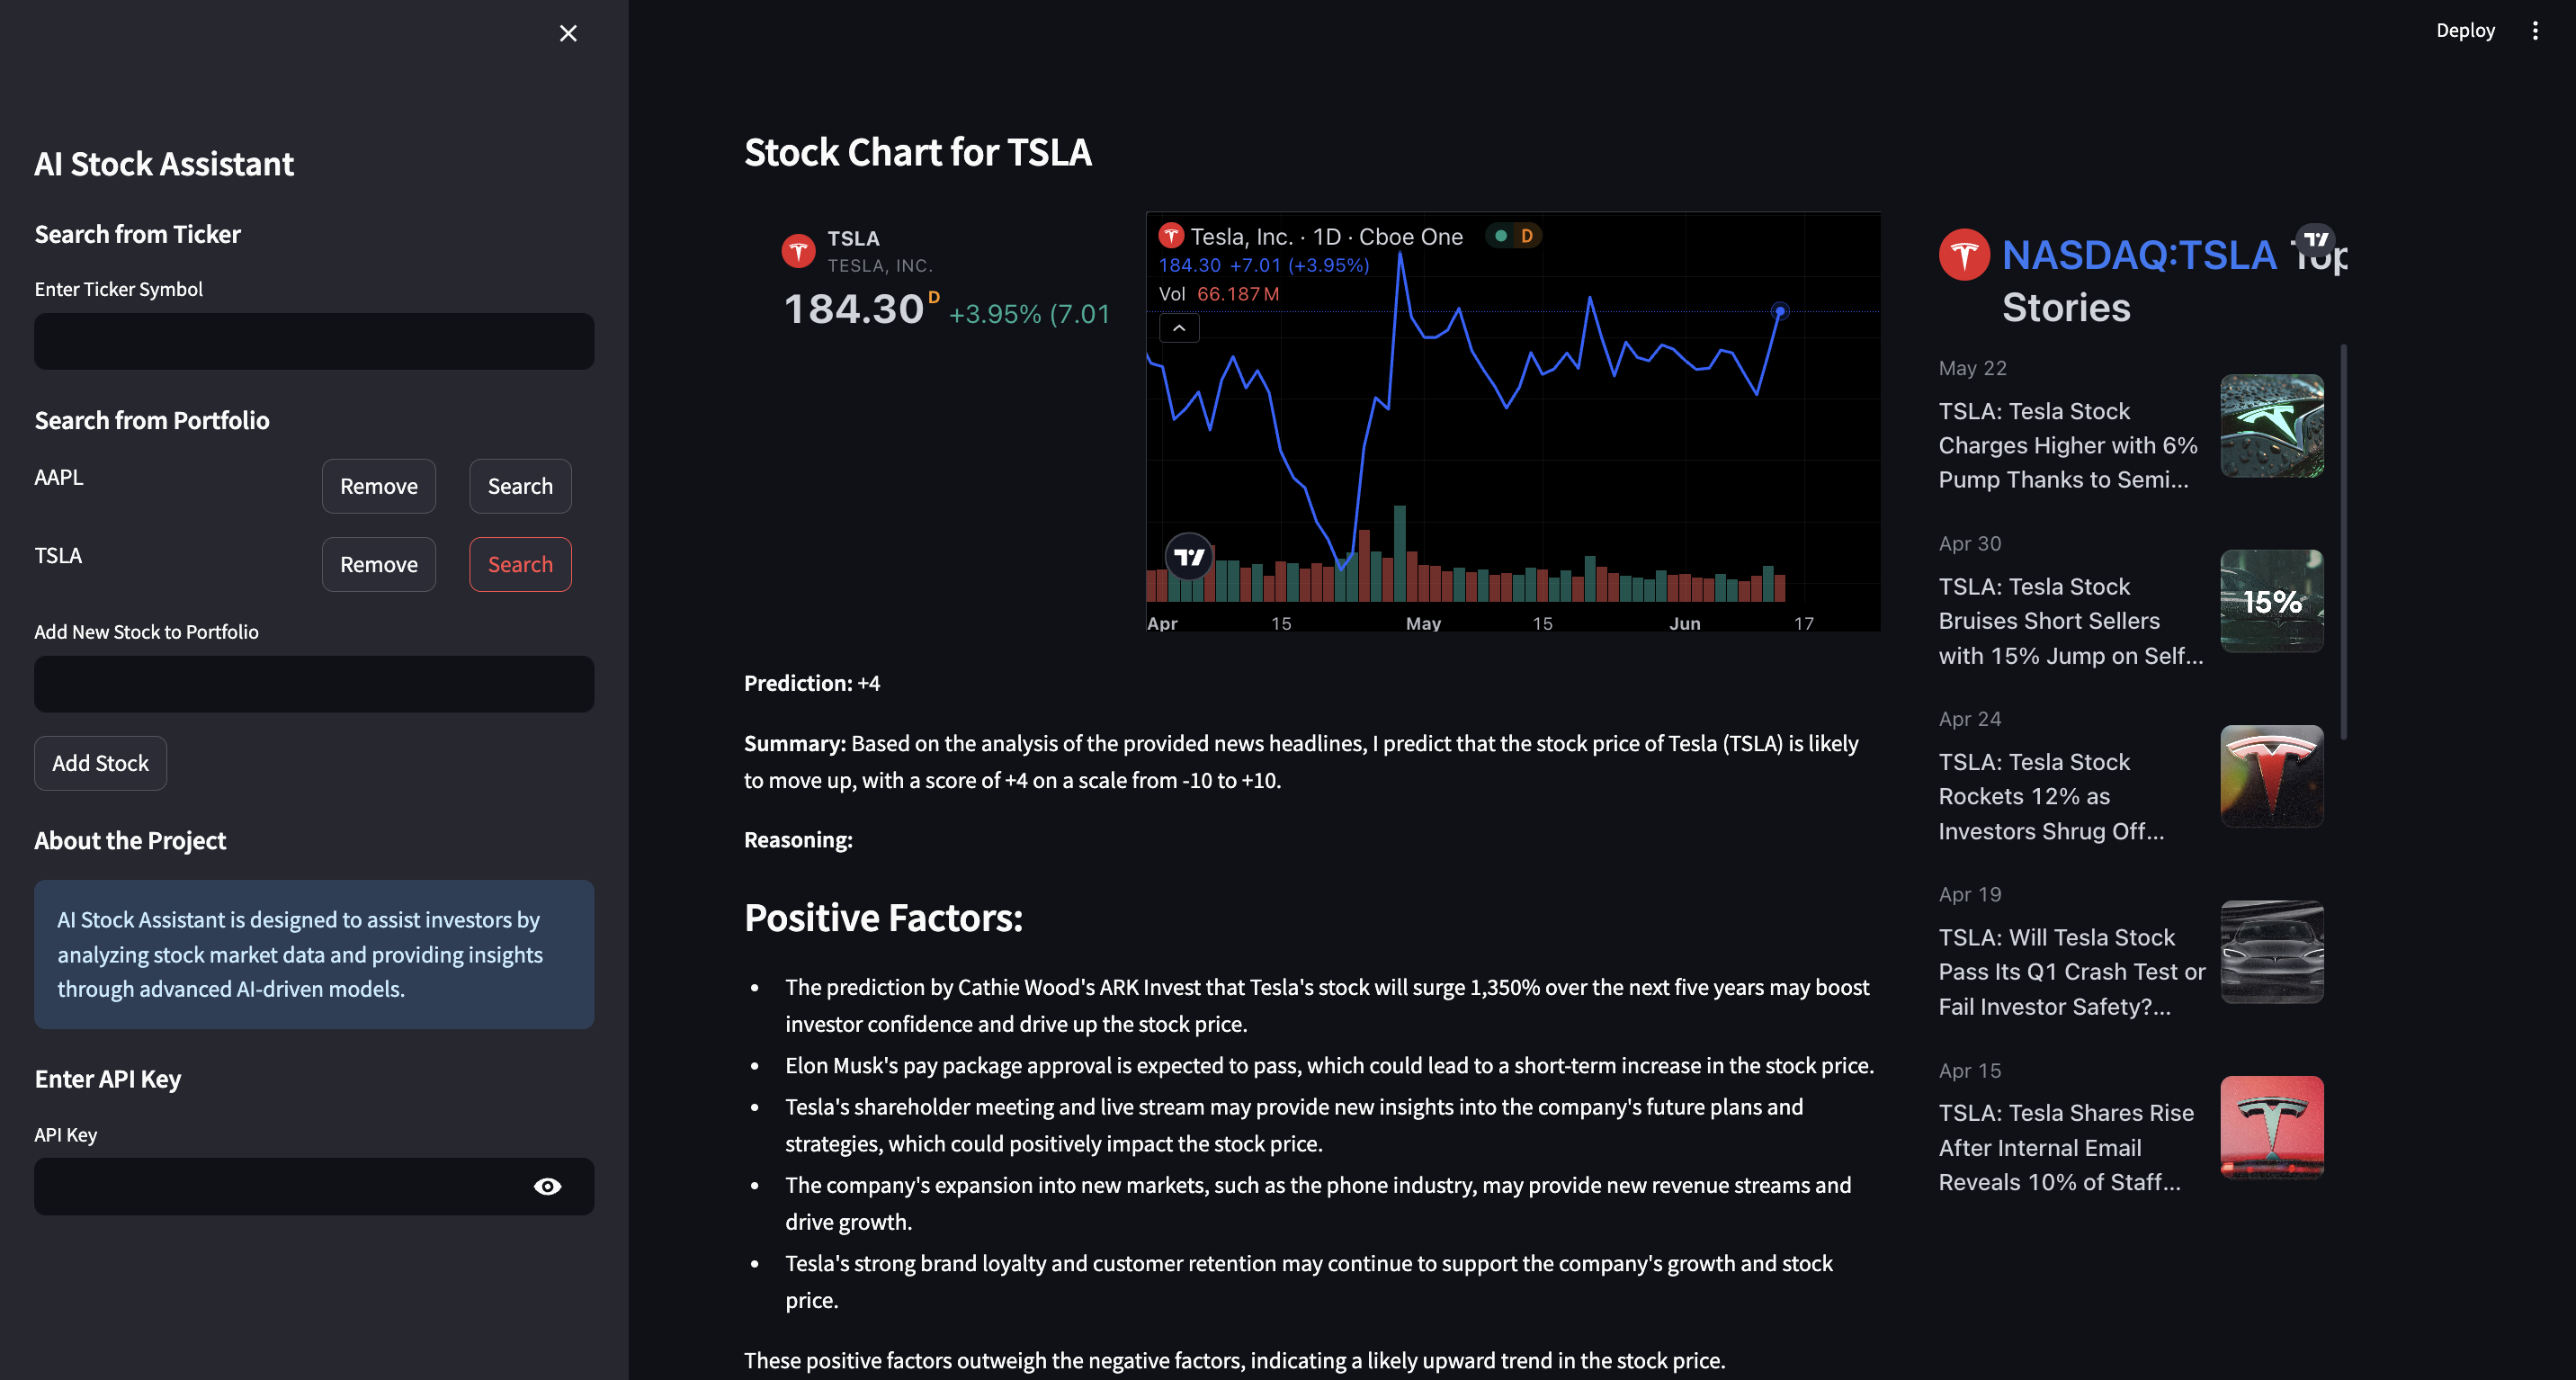 Deploy
AI Stock Assistant
Search from Ticker
Enter Ticker Symbol
Search from Portfolio
AAPL
Remove
Search
TSLA
Remove
Search
Add New Stock to Portfolio
Add Stock
About the Project
AI Stock Assistant is designed to assist investors by
analyzing stock market data and providing insights
through advanced AI-driven models.
Enter API Key
API Key
Stock Chart for TSLA
TSLA
TESLA, INC.
184.30 D +3.95% (7.01
Tesla, Inc. · 1D · Cboe One D
184.30 +7.01 (+3.95%)
Vol 66.187M
Apr 15 May 15 Jun 17
NASDAQ:TSLA Top
Stories
May 22
TSLA: Tesla Stock
Charges Higher with 6%
Pump Thanks to Semi...
Apr 30
TSLA: Tesla Stock
Bruises Short Sellers
with 15% Jump on Self...
15%
Apr 24
TSLA: Tesla Stock
Rockets 12% as
Investors Shrug Off...
Apr 19
TSLA: Will Tesla Stock
Pass Its Q1 Crash Test or
Fail Investor Safety?...
Apr 15
TSLA: Tesla Shares Rise
After Internal Email
Reveals 10% of Staff...
Prediction: +4
Summary: Based on the analysis of the provided news headlines, I predict that the stock price of Tesla (TSLA) is likely
to move up, with a score of +4 on a scale from -10 to +10.
Reasoning:
Positive Factors:
• The prediction by Cathie Wood's ARK Invest that Tesla's stock will surge 1,350% over the next five years may boost
investor confidence and drive up the stock price.
• Elon Musk's pay package approval is expected to pass, which could lead to a short-term increase in the stock price.
• Tesla's shareholder meeting and live stream may provide new insights into the company's future plans and
strategies, which could positively impact the stock price.
• The company's expansion into new markets, such as the phone industry, may provide new revenue streams and
drive growth.
• Tesla's strong brand loyalty and customer retention may continue to support the company's growth and stock
price.
These positive factors outweigh the negative factors, indicating a likely upward trend in the stock price.